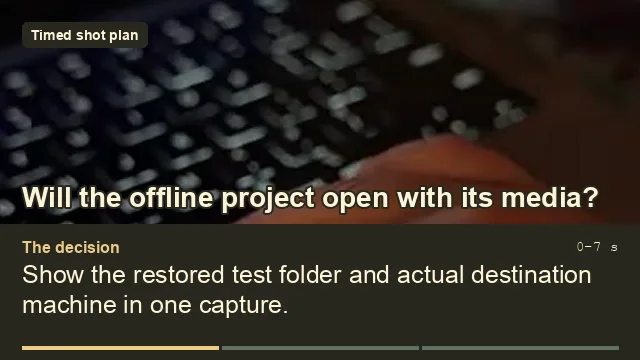 Timed shot plan
Will the offline project open with its media?
The decision
0–7 s
Show the restored test folder and actual destination
machine in one capture.